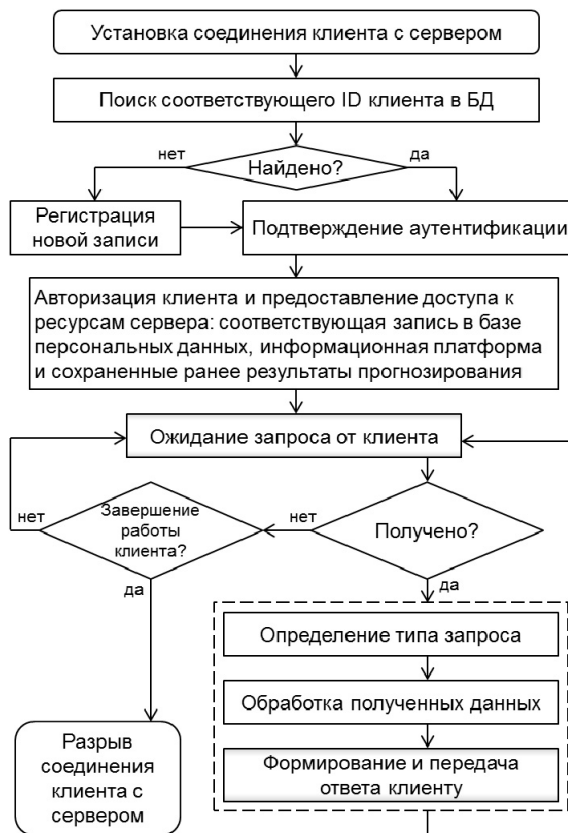 Установка соединения клиента с сервером
Поиск соответствующего ID клиента в БД
нет
Найдено?
да
Регистрация
новой записи
Подтверждение аутентификации
Авторизация клиента и предоставление доступа к
ресурсам сервера: соответствующая запись в базе
персональных данных, информационная платформа
и сохраненные ранее результаты прогнозирования
Ожидание запроса от клиента
нет
Завершение
работы
клиента?
нет
Получено?
да
да
Определение типа запроса
Обработка полученных данных
Формирование и передача
ответа клиенту
Разрыв
соединения
клиента с
сервером